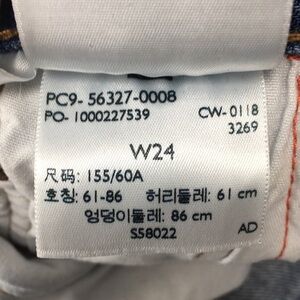 PC9- 56327-0008
PO- 1000227539 CW-0118
3269
W24
尺码: 155/60A
호칭: 61-86 허리둘레: 61 cm
엉덩이둘레: 86 cm
S58022 AD